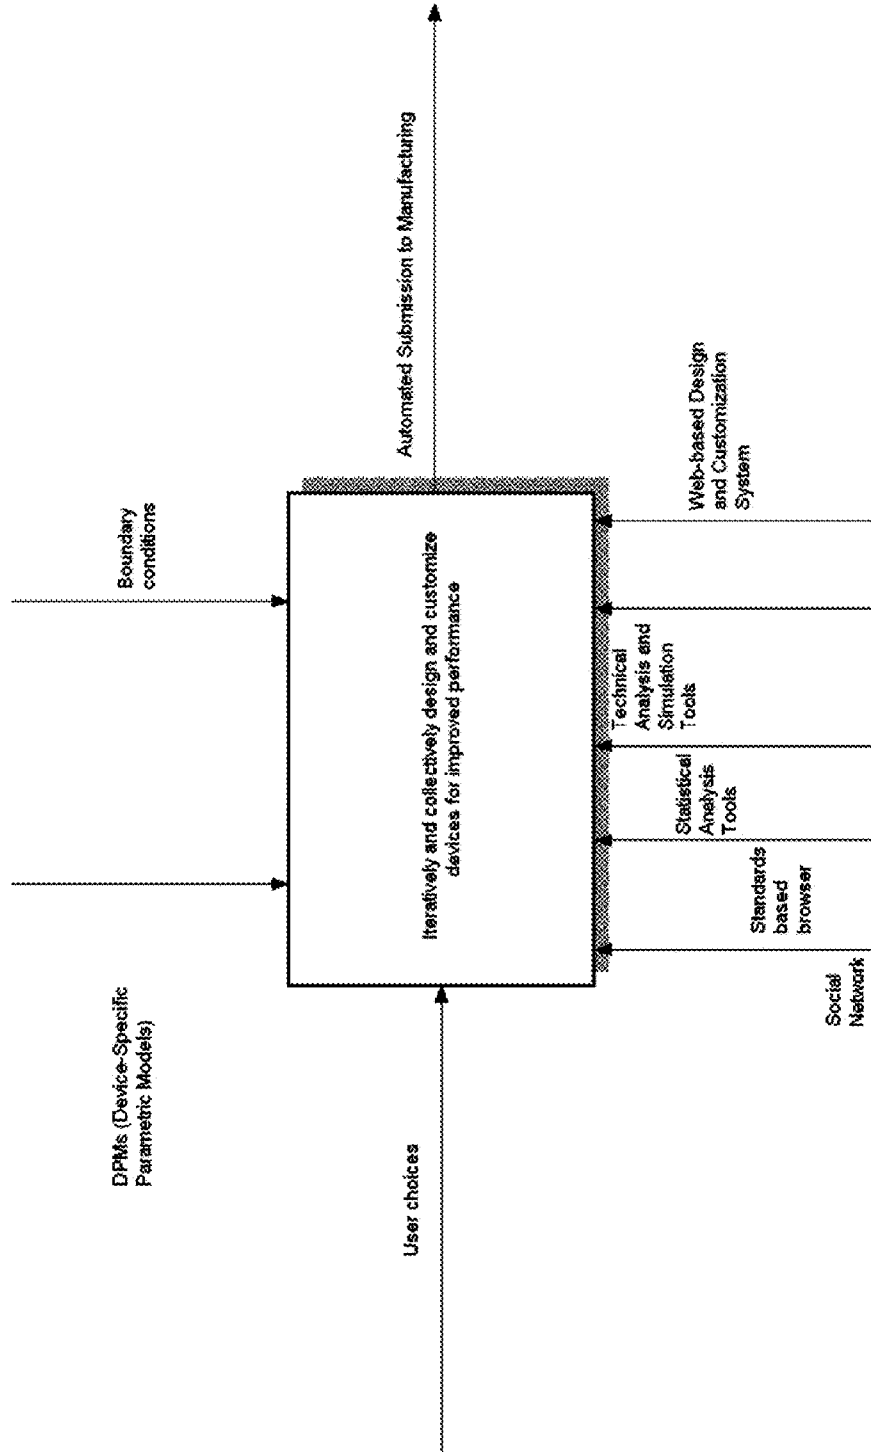 DPMs (Device-Specific
Parametric Models)
Boundary
conditions
User choices
Iteratively and collectively design and customize
devices for improved performance
Automated Submission to Manufacturing
Social
Network
Standards
based
browser
Statistical
Analysis
Tools
Technical
Analysis and
Simulation
Tools
Web-based Design
and Customization
System